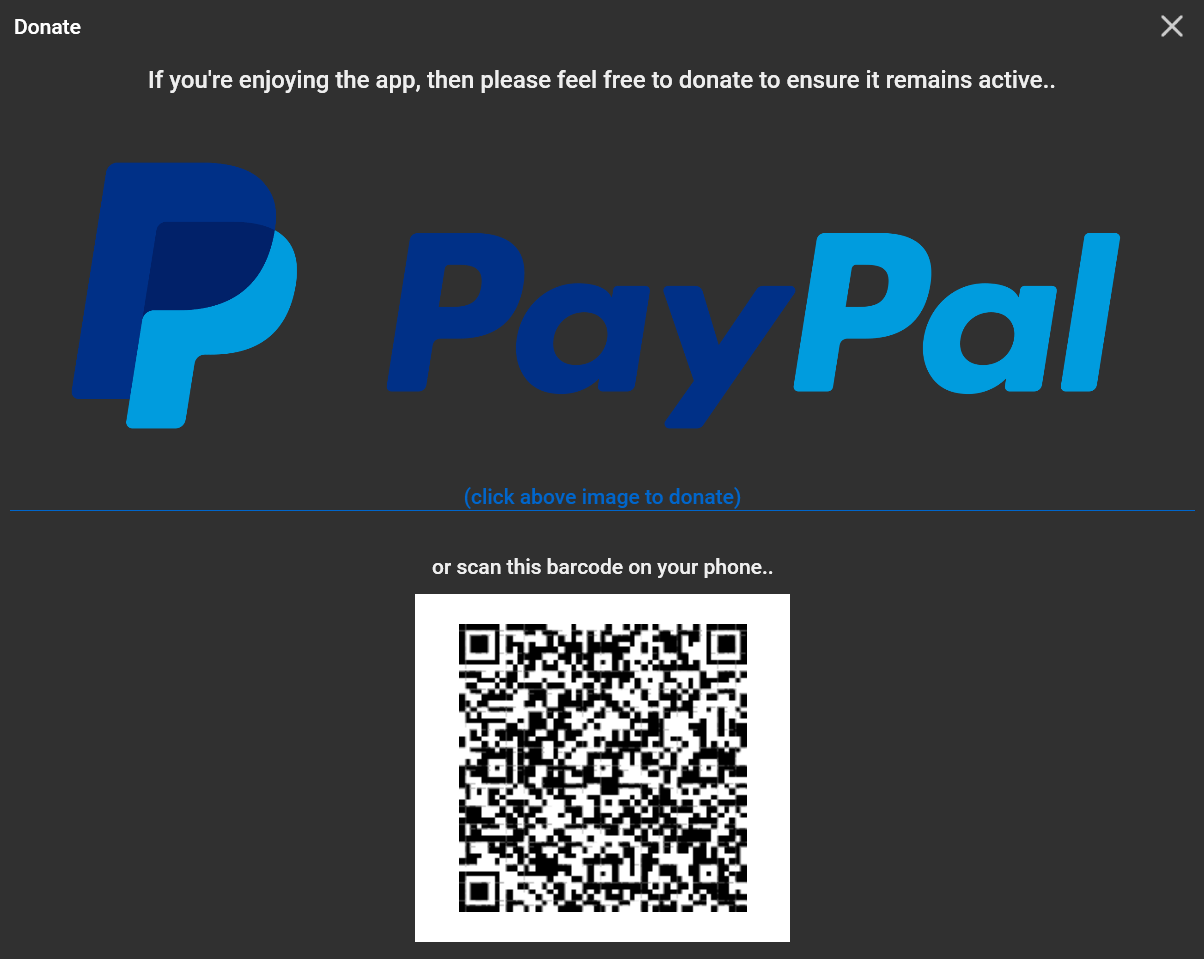 Donate
If you're enjoying the app, then please feel free to donate to ensure it remains active..
PayPal
(click above image to donate)
or scan this barcode on your phone..